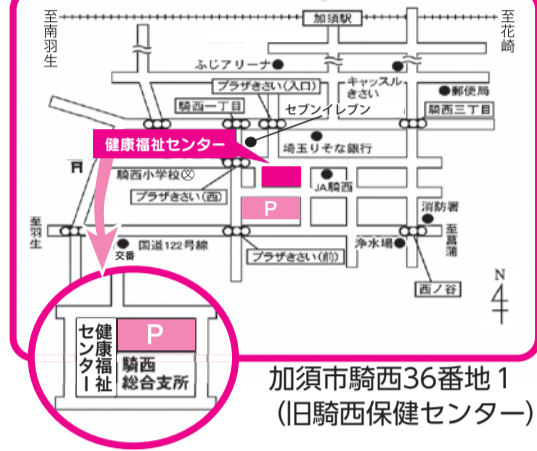 至南羽生
加須駅
至花崎
ふじアリーナ
キャッスル
きさい
郵便局
プラザきさい(入口)
騎西一丁目
セブンイレブン
騎西三丁目
健康福祉センター
埼玉りそな銀行
騎西小学校
文
JA騎西
プラザきさい(西)
P
消防署
至羽生
至菖蒲
国道122号線
交番
プラザきさい(前)
浄水場
西ノ谷
N
4
健康福祉
センター
P
騎西
総合支所
加須市騎西36番地1
(旧騎西保健センター)